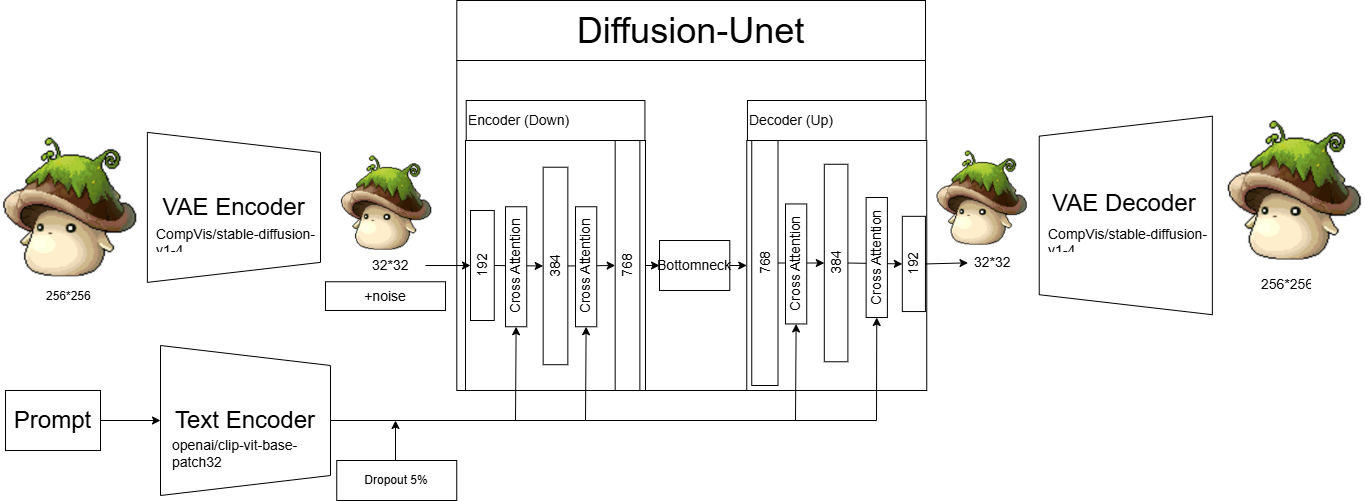 Diffusion-Unet
Encoder (Down)
Decoder (Up)
VAE Encoder
CompVis/stable-diffusion-
v1-4
256*256
32*32
+noise
192
Cross Attention
384
Cross Attention
768
Bottomneck
768
Cross Attention
384
Cross Attention
192
32*32
VAE Decoder
CompVis/stable-diffusion-
v1-4
256*256
Prompt
Text Encoder
openai/clip-vit-base-
patch32
Dropout 5%